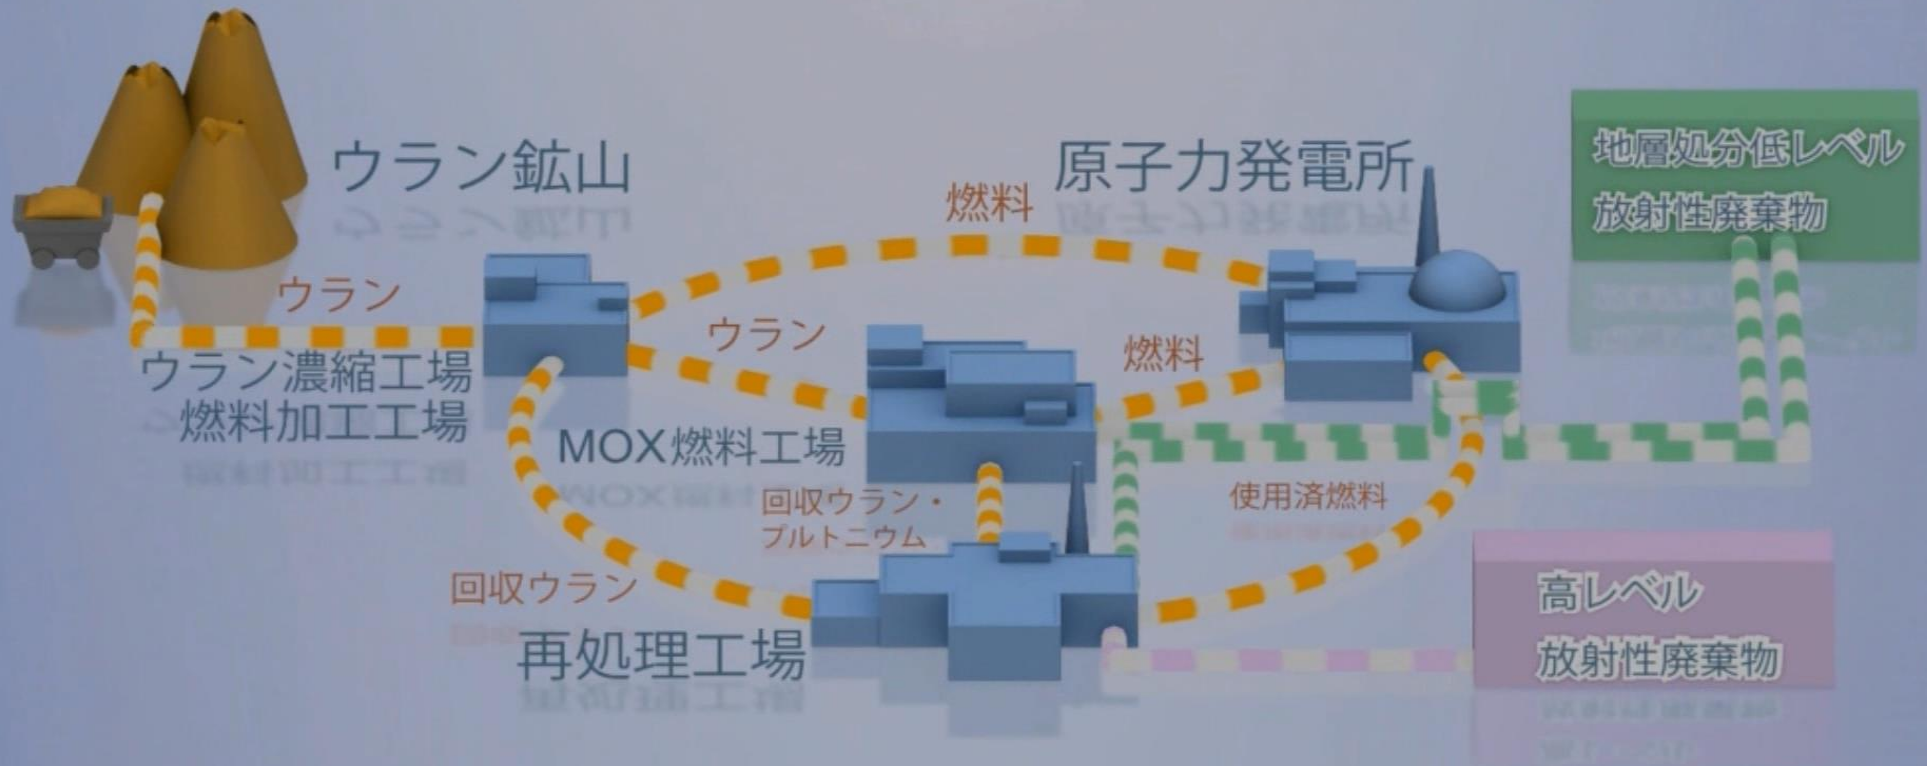 ウラン鉱山
原子力発電所
燃料
地層処分低レベル
放射性廃棄物
ウラン
ウラン
燃料
ウラン濃縮工場
燃料加工工場
MOX燃料工場
回収ウラン・
プルトニウム
使用済燃料
回収ウラン
再処理工場
高レベル
放射性廃棄物